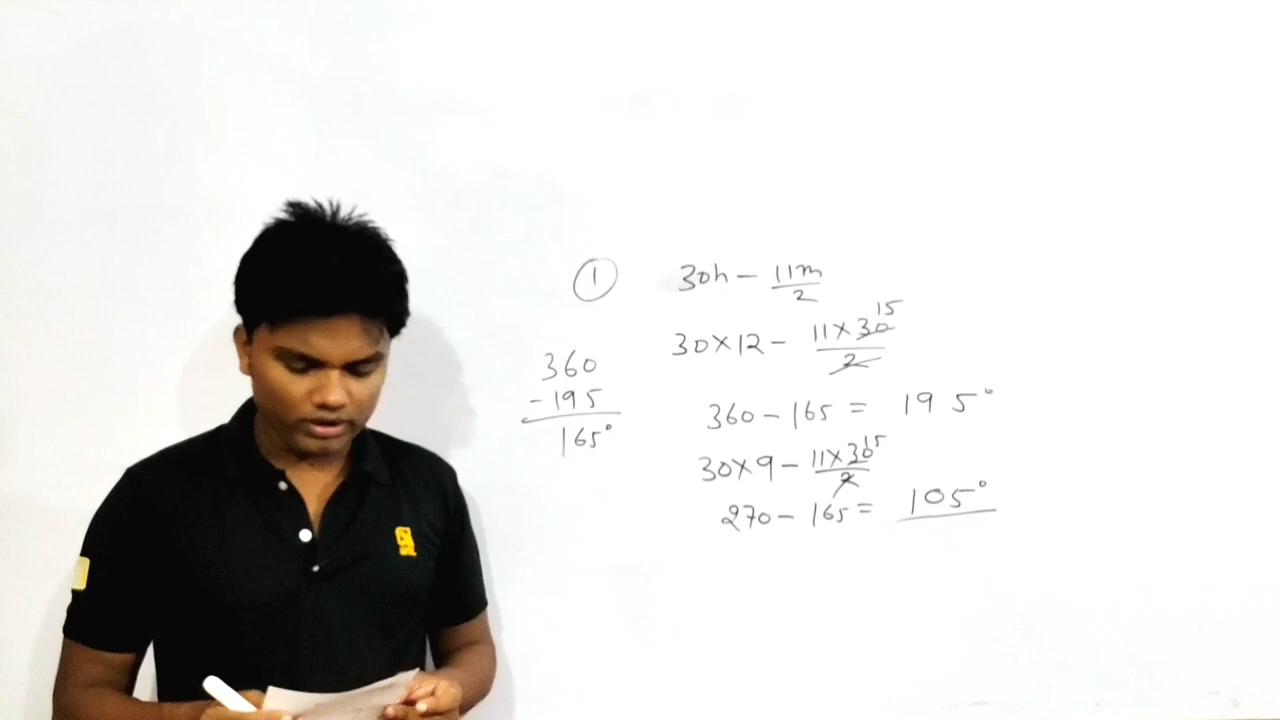 ① 30h - 11m/2
30×12 - 11×30/2 15
360 - 165 = 195°
30×9 - 11×30/2 15
270 - 165 = 105°
360
-195
165°